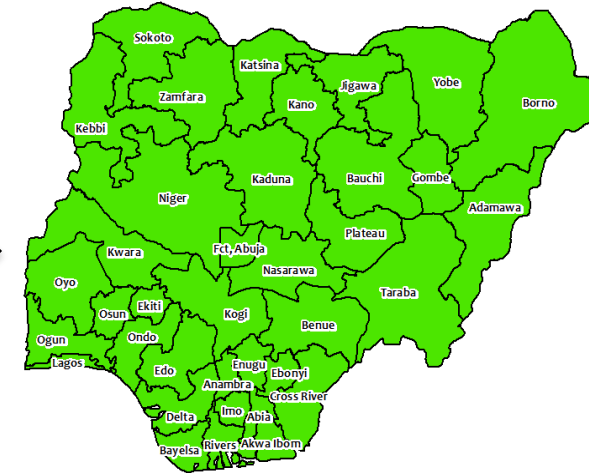 Sokoto
Katsina
Jigawa
Yobe
Borno
Zamfara
Kano
Kebbi
Kaduna
Bauchi
Gombe
Niger
Adamawa
Plateau
Fct, Abuja
Kwara
Nasarawa
Oyo
Taraba
Ekiti
Osun
Kogi
Benue
Ogun
Ondo
Lagos
Edo
Enugu
Ebonyi
Anambra
Cross River
Imo
Abia
Delta
Bayelsa
Rivers
Akwa Ibom